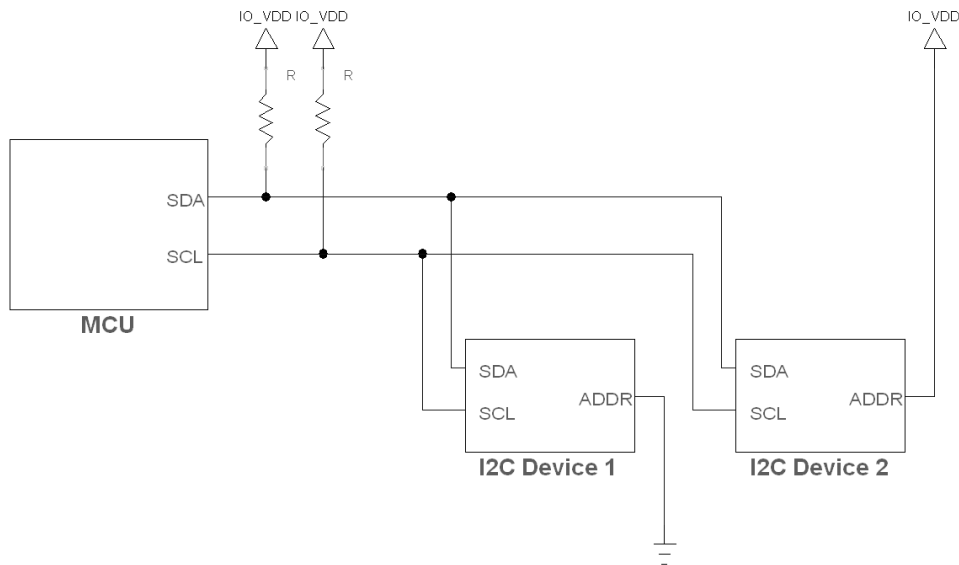 IO_VDD IO_VDD
IO_VDD
R
R
SDA
SCL
MCU
SDA
SCL
ADDR
I2C Device 1
SDA
SCL
ADDR
I2C Device 2